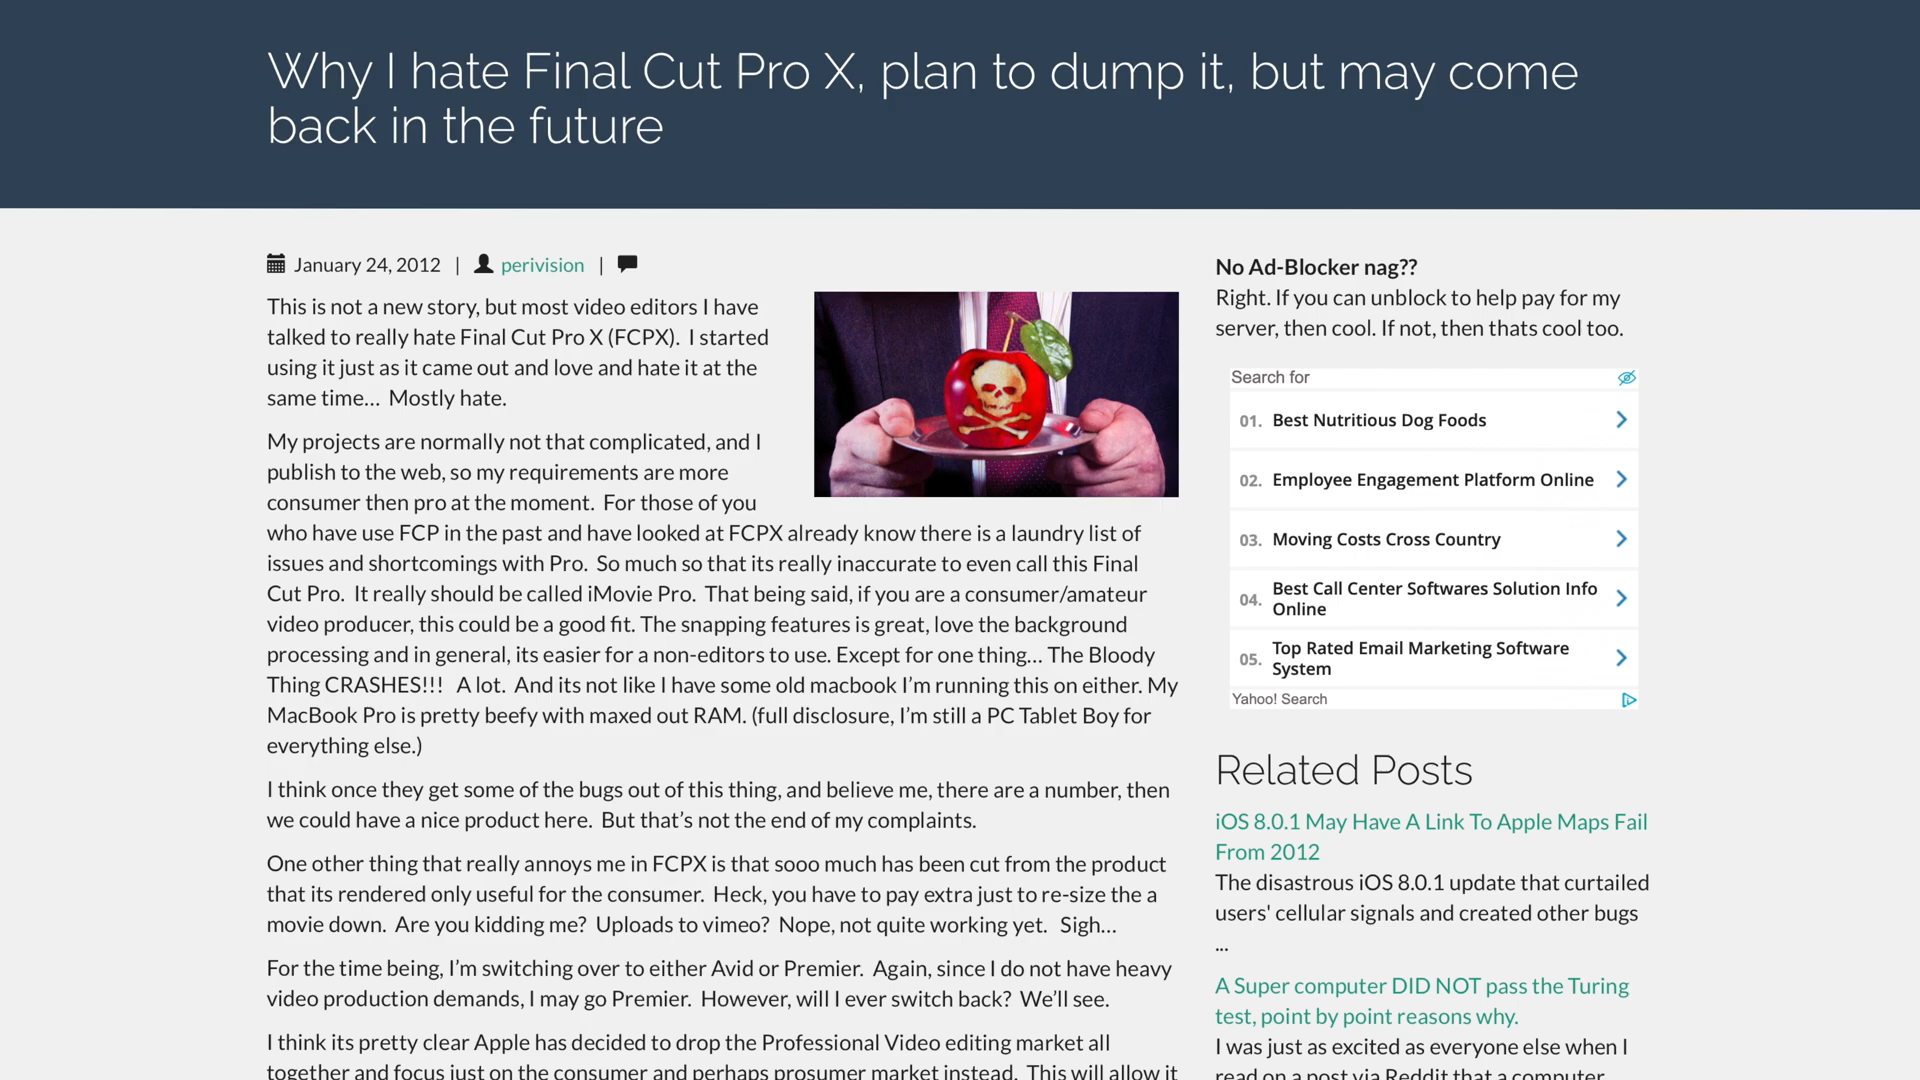 Why I hate Final Cut Pro X, plan to dump it, but may come
back in the future
January 24, 2012 | perivision |
This is not a new story, but most video editors I have
talked to really hate Final Cut Pro X (FCPX).  I started
using it just as it came out and love and hate it at the
same time...  Mostly hate.
My projects are normally not that complicated, and I
publish to the web, so my requirements are more
consumer then pro at the moment.  For those of you
who have use FCP in the past and have looked at FCPX already know there is a laundry list of
issues and shortcomings with Pro.  So much so that its really inaccurate to even call this Final
Cut Pro.  It really should be called iMovie Pro.  That being said, if you are a consumer/amateur
video producer, this could be a good fit. The snapping features is great, love the background
processing and in general, its easier for a non-editors to use. Except for one thing... The Bloody
Thing CRASHES!!!   A lot.  And its not like I have some old macbook I'm running this on either. My
MacBook Pro is pretty beefy with maxed out RAM. (full disclosure, I'm still a PC Tablet Boy for
everything else.)
I think once they get some of the bugs out of this thing, and believe me, there are a number, then
we could have a nice product here.  But that's not the end of my complaints.
One other thing that really annoys me in FCPX is that sooo much has been cut from the product
that its rendered only useful for the consumer.  Heck, you have to pay extra just to re-size the a
movie down.  Are you kidding me?  Uploads to vimeo?  Nope, not quite working yet.   Sigh...
For the time being, I'm switching over to either Avid or Premier.  Again, since I do not have heavy
video production demands, I may go Premier.  However, will I ever switch back?  We'll see.
I think its pretty clear Apple has decided to drop the Professional Video editing market all
together and focus just on the consumer and perhaps prosumer market instead.  This will allow it
No Ad-Blocker nag??
Right. If you can unblock to help pay for my
server, then cool. If not, then thats cool too.
Search for
01. Best Nutritious Dog Foods
02. Employee Engagement Platform Online
03. Moving Costs Cross Country
04. Best Call Center Softwares Solution Info
Online
05. Top Rated Email Marketing Software
System
Yahoo! Search
Related Posts
iOS 8.0.1 May Have A Link To Apple Maps Fail
From 2012
The disastrous iOS 8.0.1 update that curtailed
users' cellular signals and created other bugs
...
A Super computer DID NOT pass the Turing
test, point by point reasons why.
I was just as excited as everyone else when I
read on a post via Reddit that a computer